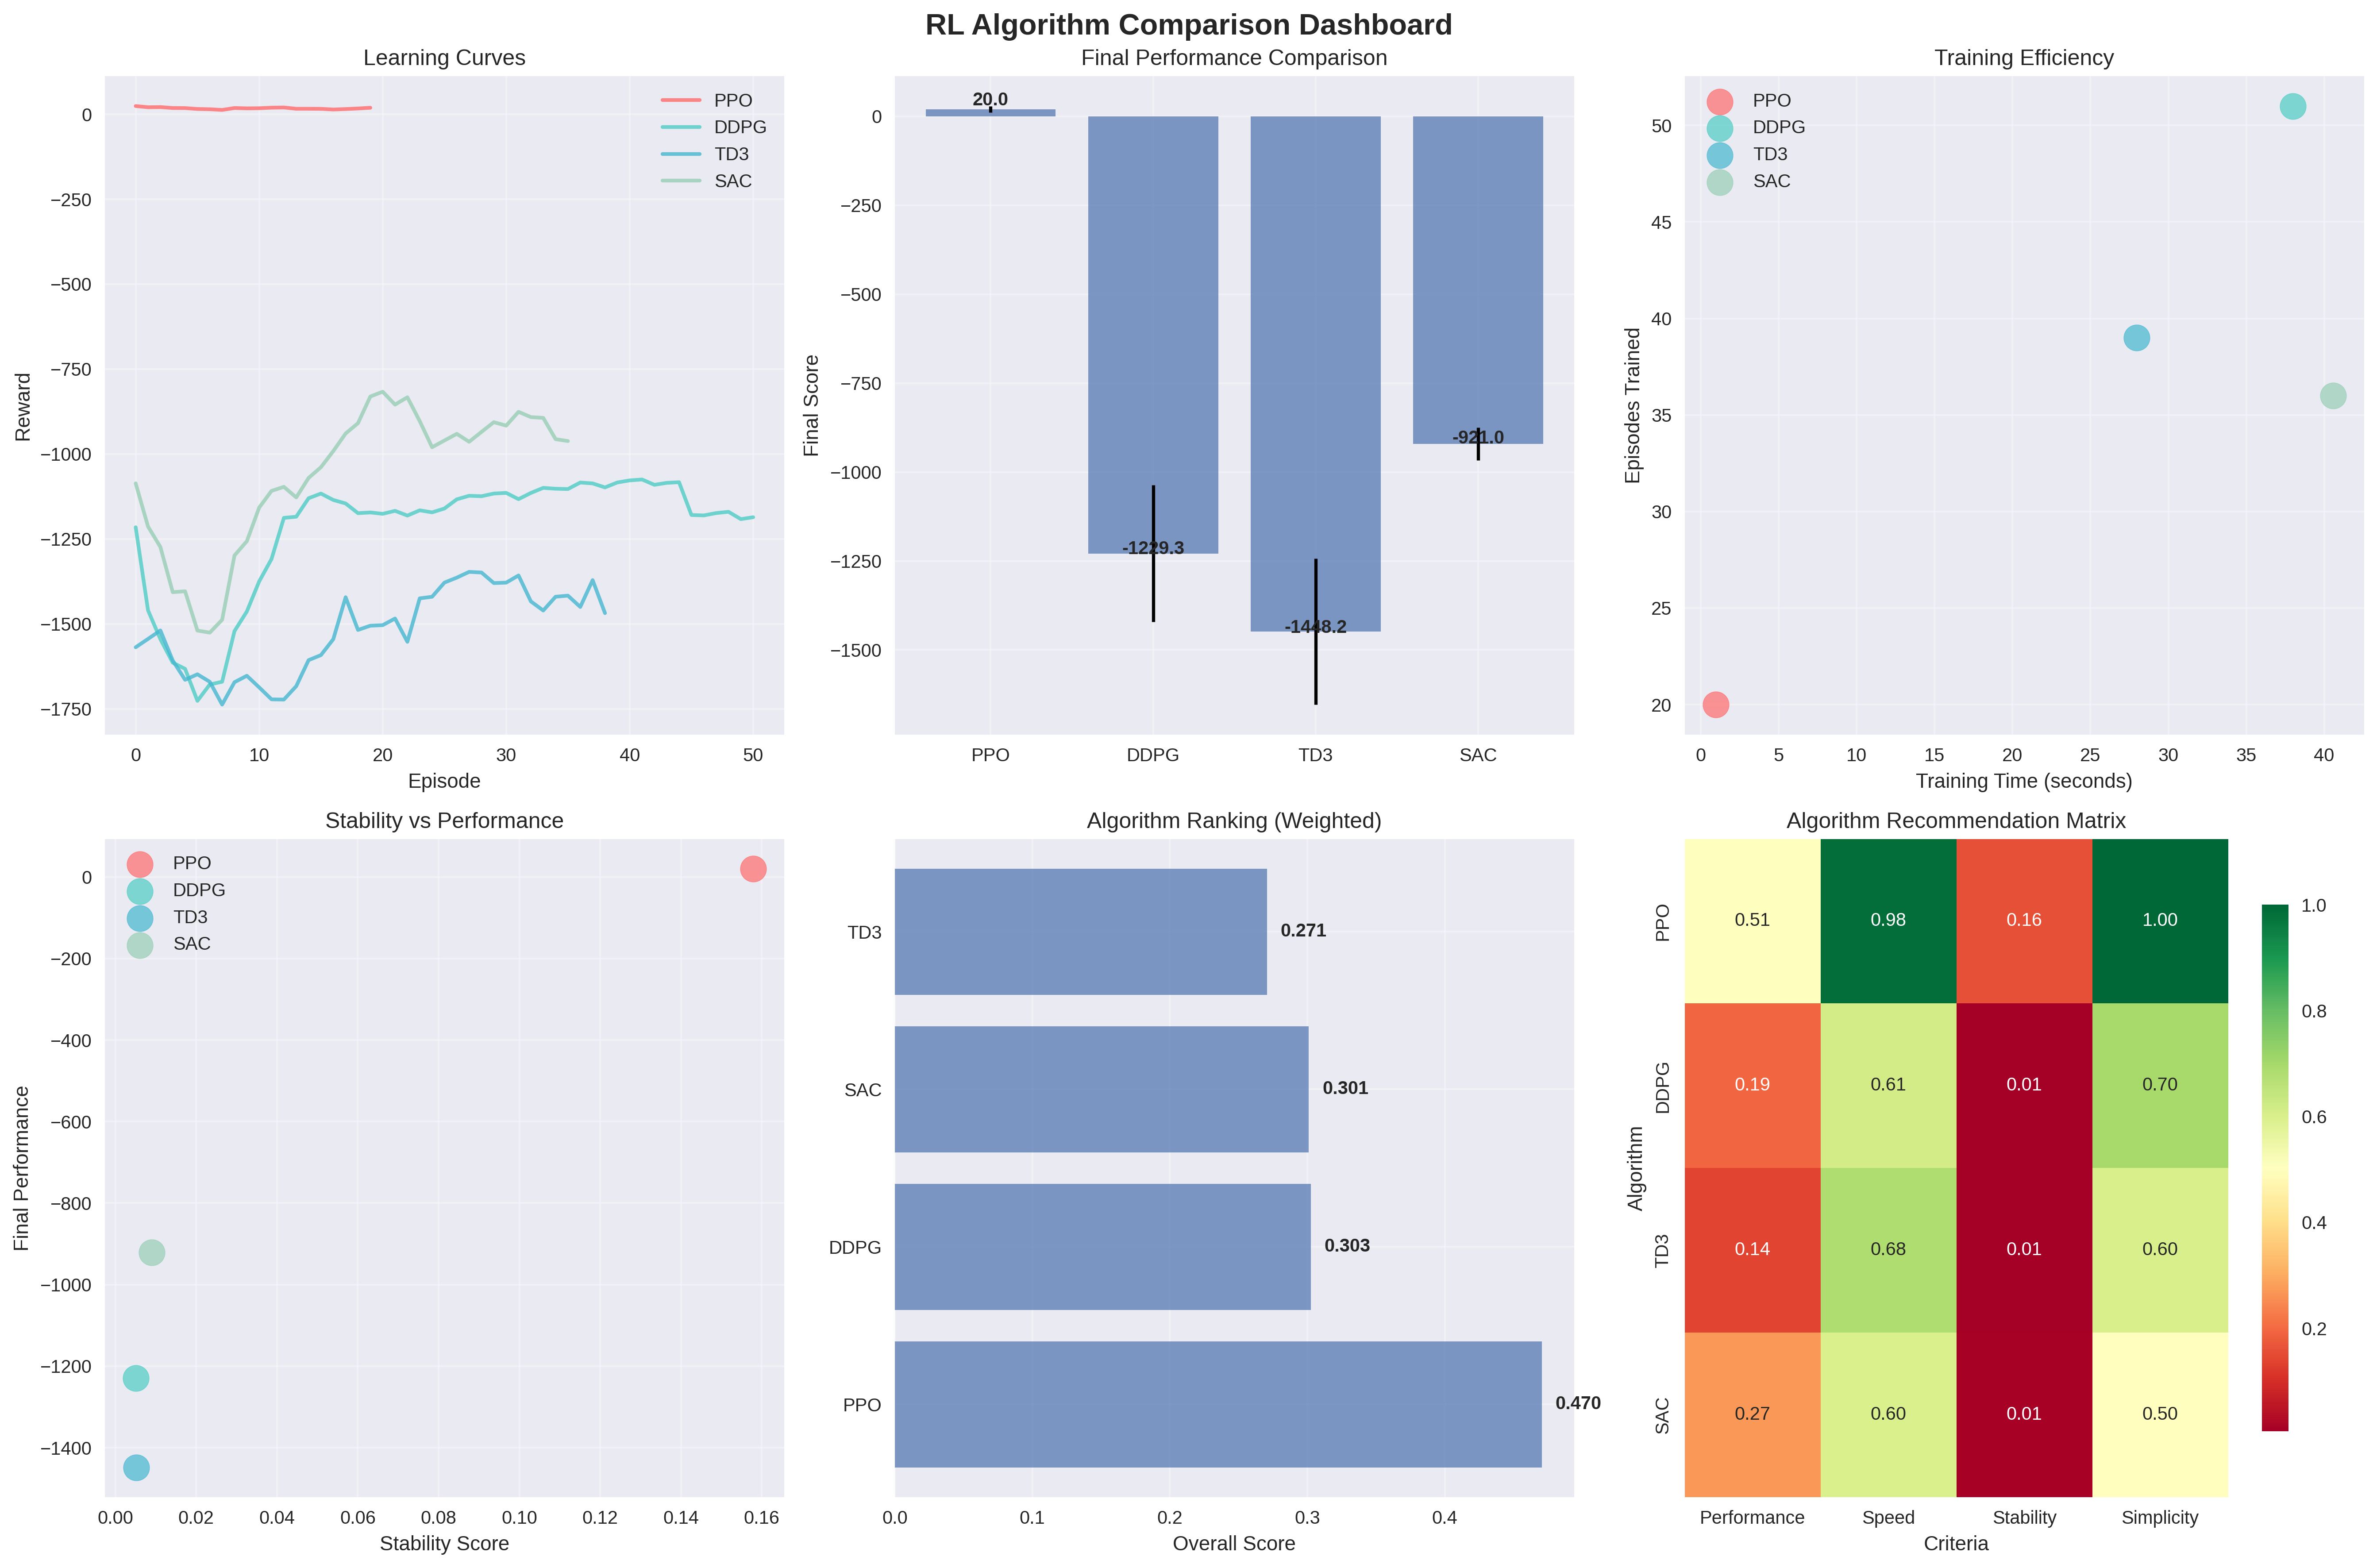 RL Algorithm Comparison Dashboard
Learning Curves
0
−250
−500
−750
−1000
−1250
−1500
−1750
Reward
PPO
DDPG
TD3
SAC
0
10
20
30
40
50
Episode
Final Performance Comparison
0
−250
−500
−750
−1000
−1250
−1500
Final Score
20.0
-1229.3
-1448.2
-921.0
PPO
DDPG
TD3
SAC
Training Efficiency
50
45
40
35
30
25
20
Episodes Trained
PPO
DDPG
TD3
SAC
0
5
10
15
20
25
30
35
40
Training Time (seconds)
Stability vs Performance
0
−200
−400
−600
−800
−1000
−1200
−1400
Final Performance
PPO
DDPG
TD3
SAC
0.00
0.02
0.04
0.06
0.08
0.10
0.12
0.14
0.16
Stability Score
Algorithm Ranking (Weighted)
TD3
0.271
SAC
0.301
DDPG
0.303
PPO
0.470
0.0
0.1
0.2
0.3
0.4
Overall Score
Algorithm Recommendation Matrix
Algorithm
PPO
0.51 0.98 0.16 1.00
DDPG
0.19 0.61 0.01 0.70
TD3
0.14 0.68 0.01 0.60
SAC
0.27 0.60 0.01 0.50
Performance
Speed
Stability
Simplicity
Criteria
1.0
0.8
0.6
0.4
0.2